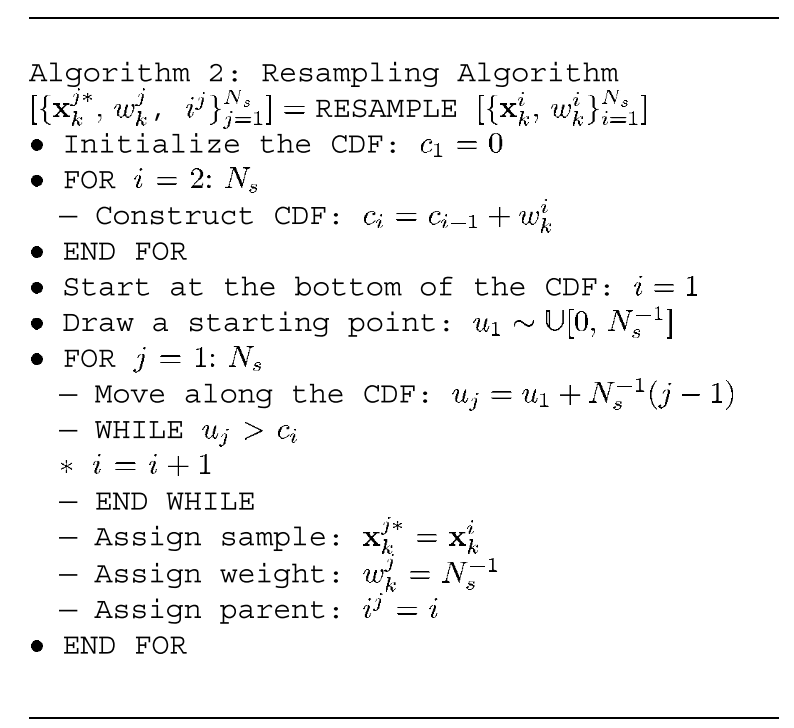 Algorithm 2: Resampling Algorithm
$[\{\mathbf{x}_k^{j*}, w_k^j, i^j\}_{j=1}^{N_s}] = \text{RESAMPLE } [\{\mathbf{x}_k^i, w_k^i\}_{i=1}^{N_s}]$
• Initialize the CDF: $c_1 = 0$
• FOR $i = 2: N_s$
– Construct CDF: $c_i = c_{i-1} + w_k^i$
• END FOR
• Start at the bottom of the CDF: $i = 1$
• Draw a starting point: $u_1 \sim \mathbb{U}[0, N_s^{-1}]$
• FOR $j = 1: N_s$
– Move along the CDF: $u_j = u_1 + N_s^{-1}(j - 1)$
– WHILE $u_j > c_i$
* $i = i + 1$
– END WHILE
– Assign sample: $\mathbf{x}_k^{j*} = \mathbf{x}_k^i$
– Assign weight: $w_k^j = N_s^{-1}$
– Assign parent: $i^j = i$
• END FOR